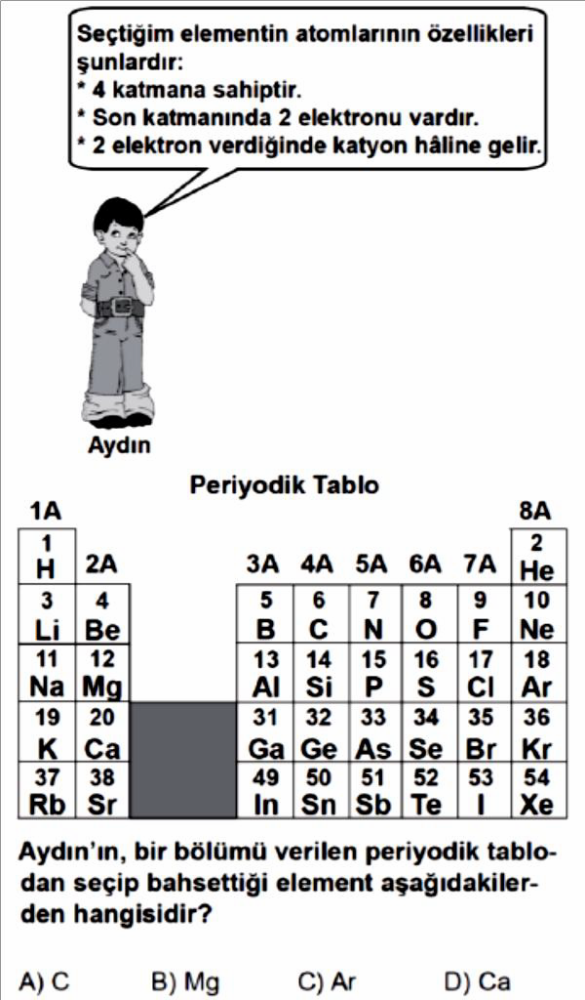 Seçtiğim elementin atomlarının özellikleri
şunlardır:
* 4 katmana sahiptir.
* Son katmanında 2 elektronu vardır.
* 2 elektron verdiğinde katyon hâline gelir.
Aydın
Periyodik Tablo
1A 8A
1 2
H 2A 3A 4A 5A 6A 7A He
3 4 5 6 7 8 9 10
Li Be B C N O F Ne
11 12 13 14 15 16 17 18
Na Mg Al Si P S Cl Ar
19 20 31 32 33 34 35 36
K Ca Ga Ge As Se Br Kr
37 38 49 50 51 52 53 54
Rb Sr In Sn Sb Te I Xe
Aydın'ın, bir bölümü verilen periyodik tablo-
dan seçip bahsettiği element aşağıdakiler-
den hangisidir?
A) C B) Mg C) Ar D) Ca